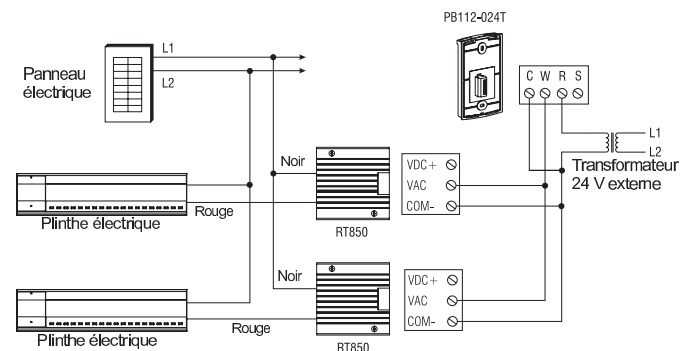 PB112-024T
L1
L2
Panneau
électrique
C W R S
L1
L2
Transformateur
24 V externe
Noir
VDC+
VAC
COM-
RT850
Rouge
Plinthe électrique
Noir
VDC+
VAC
COM-
RT850
Rouge
Plinthe électrique